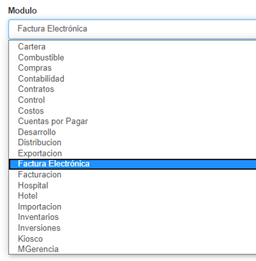 Modulo
Factura Electrónica
Cartera
Combustible
Compras
Contabilidad
Contratos
Control
Costos
Cuentas por Pagar
Desarrollo
Distribucion
Exportacion
Factura Electrónica
Facturacion
Hospital
Hotel
Importacion
Inventarios
Inversiones
Kiosco
MGerencia